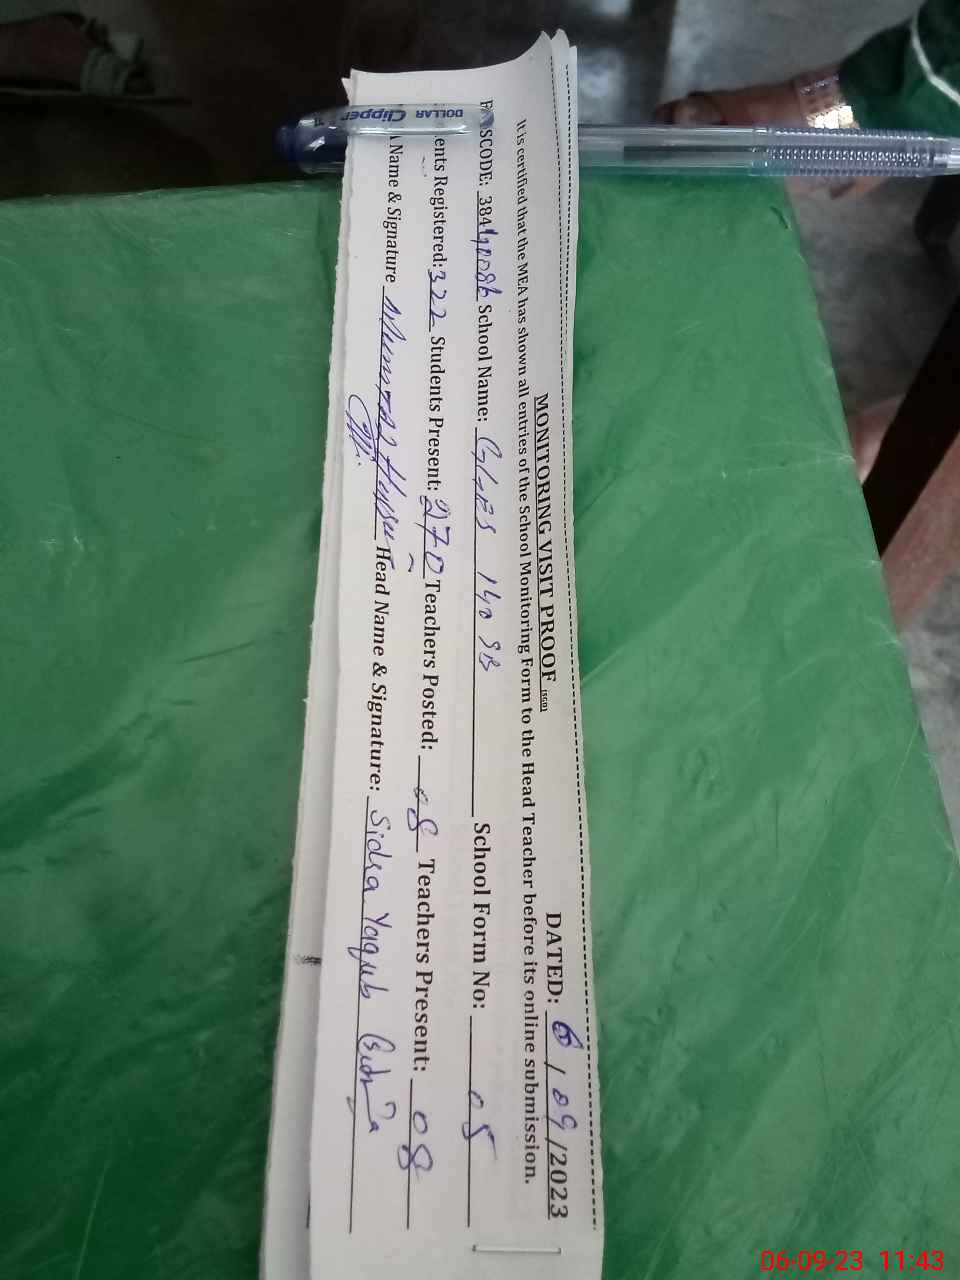 MONITORING VISIT PROOF (SGD) DATED: 6 / 09 /2023
It is certified that the MEA has shown all entries of the School Monitoring Form to the Head Teacher before its online submission.
SCODE: 384 School Name: 140 SB School Form No: 05
ents Registered: 322 Students Present: 270 Teachers Posted: 08 Teachers Present: 08
Name & Signature Head Name & Signature: Sidra Yaqub
DOLLAR Clipper
06-09-23 11:43